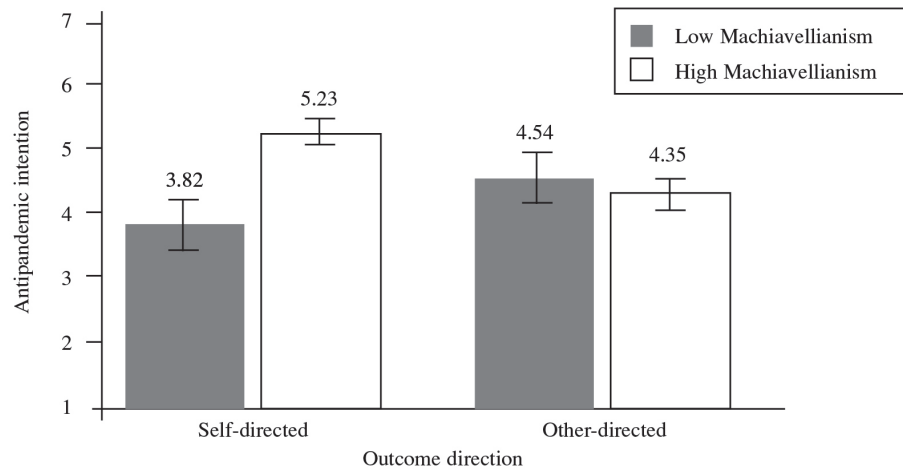 7
6
5
4
3
2
1
Antipandemic intention
Low Machiavellianism
High Machiavellianism
3.82
5.23
4.54
4.35
Self-directed
Other-directed
Outcome direction